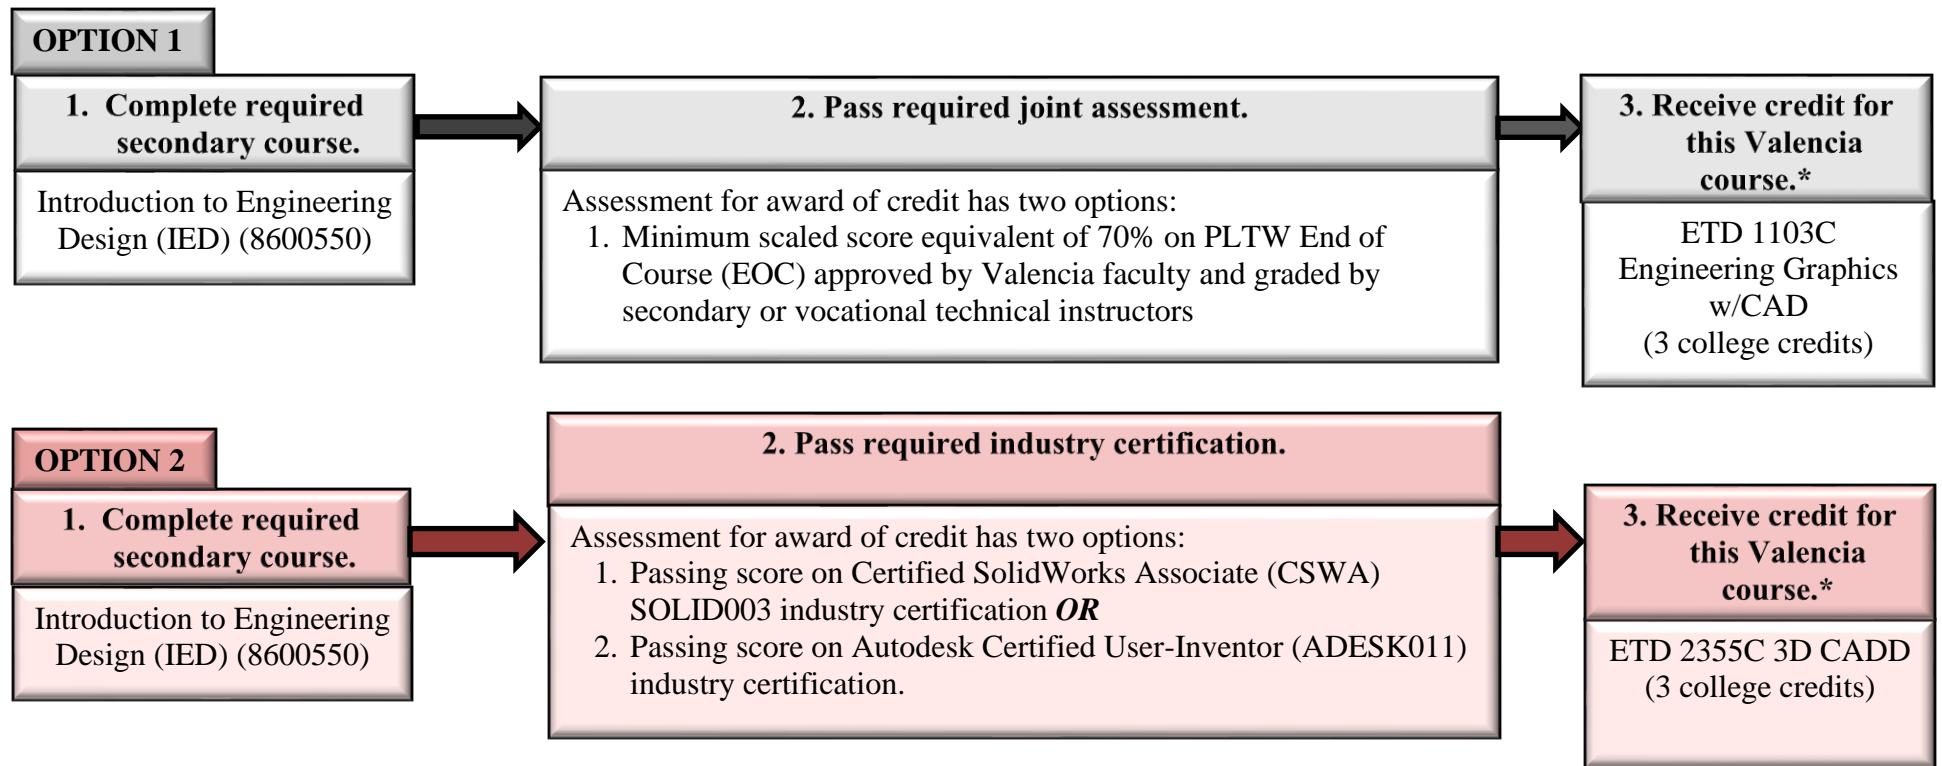 OPTION 1
1. Complete required
secondary course.
Introduction to Engineering
Design (IED) (8600550)
2. Pass required joint assessment.
Assessment for award of credit has two options:
1. Minimum scaled score equivalent of 70% on PLTW End of
Course (EOC) approved by Valencia faculty and graded by
secondary or vocational technical instructors
3. Receive credit for
this Valencia
course.*
ETD 1103C
Engineering Graphics
w/CAD
(3 college credits)
OPTION 2
1. Complete required
secondary course.
Introduction to Engineering
Design (IED) (8600550)
2. Pass required industry certification.
Assessment for award of credit has two options:
1. Passing score on Certified SolidWorks Associate (CSWA)
SOLID003 industry certification OR
2. Passing score on Autodesk Certified User-Inventor (ADESK011)
industry certification.
3. Receive credit for
this Valencia
course.*
ETD 2355C 3D CADD
(3 college credits)